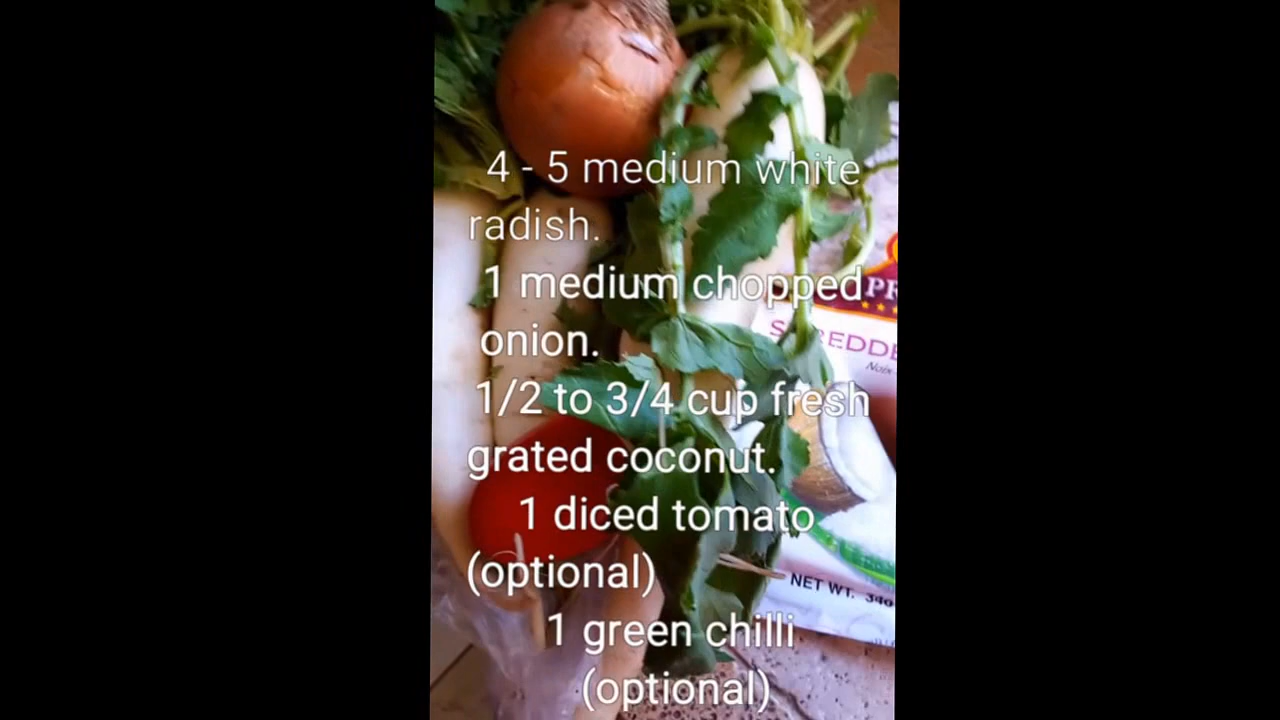 4 - 5 medium white
radish.
1 medium chopped
onion.
1/2 to 3/4 cup fresh
grated coconut.
1 diced tomato
(optional)
1 green chilli
(optional)
PR
NET WT.